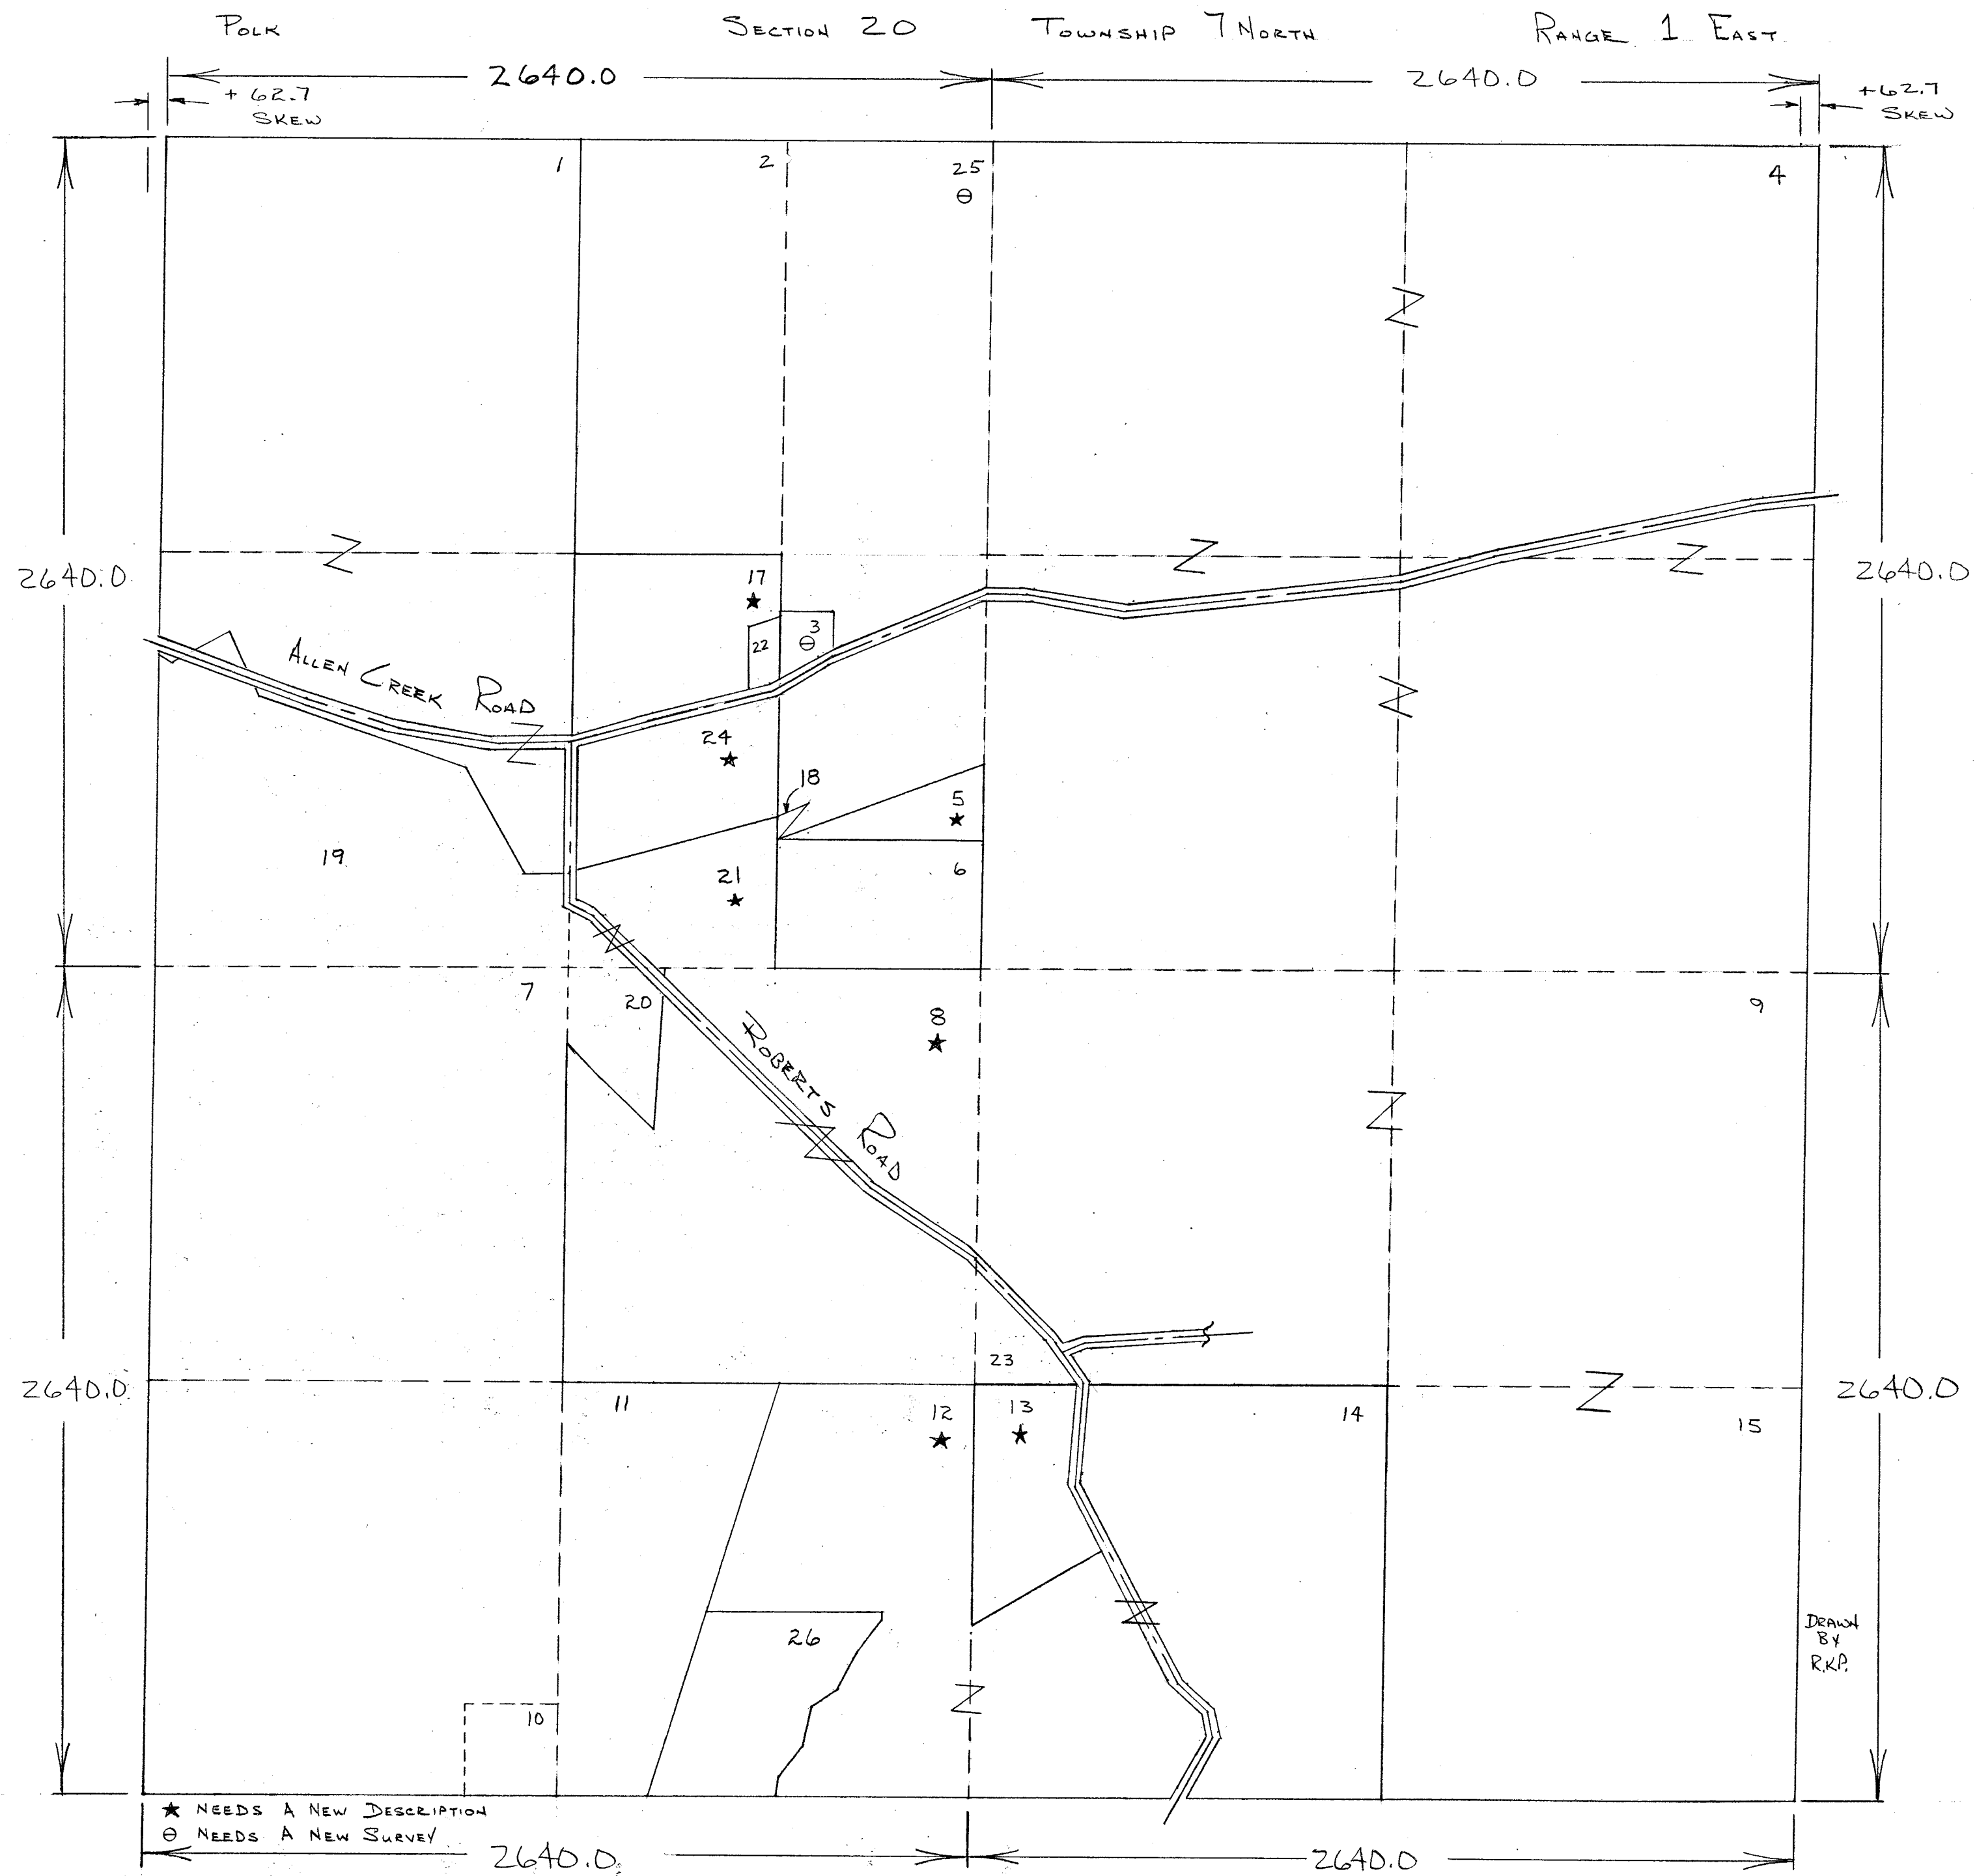 POLK SECTION 20 TOWNSHIP 7 NORTH RANGE 1 EAST
2640.0 2640.0
+62.7 SKEW
+62.7 SKEW
1 2 25 4
2640.0
2640.0
17
3
22
ALLEN CREEK ROAD
24
18
5
19
21
6
7 20 8 9
ROBERTS ROAD
23
2640.0
2640.0
11 12 13 14 15
26
DRAWN
BY
R.K.P.
10
★ NEEDS A NEW DESCRIPTION
⊖ NEEDS A NEW SURVEY
2640.0 2640.0